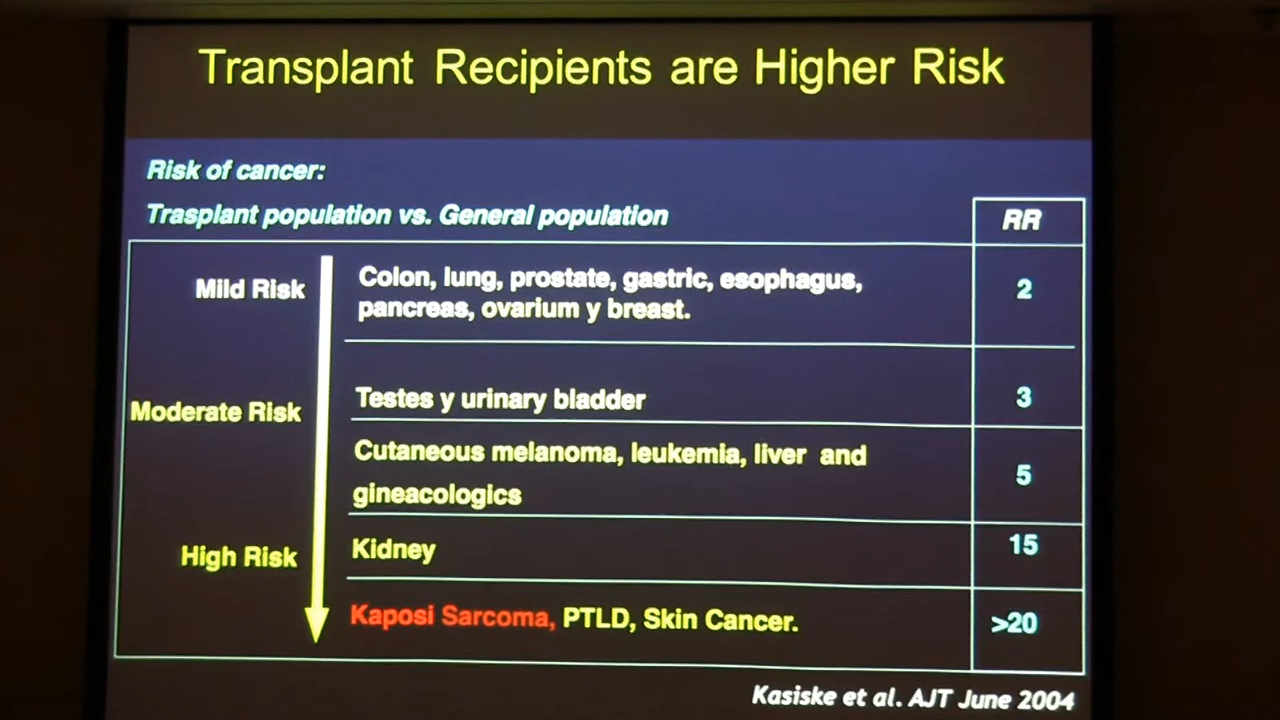 Transplant Recipients are Higher Risk
Risk of cancer:
Trasplant population vs. General population
RR
Mild Risk
Colon, lung, prostate, gastric, esophagus,
pancreas, ovarium y breast.
2
Moderate Risk
Testes y urinary bladder
3
Cutaneous melanoma, leukemia, liver and
gineacologics
5
High Risk
Kidney
15
Kaposi Sarcoma, PTLD, Skin Cancer.
>20
Kasiske et al. AJT June 2004